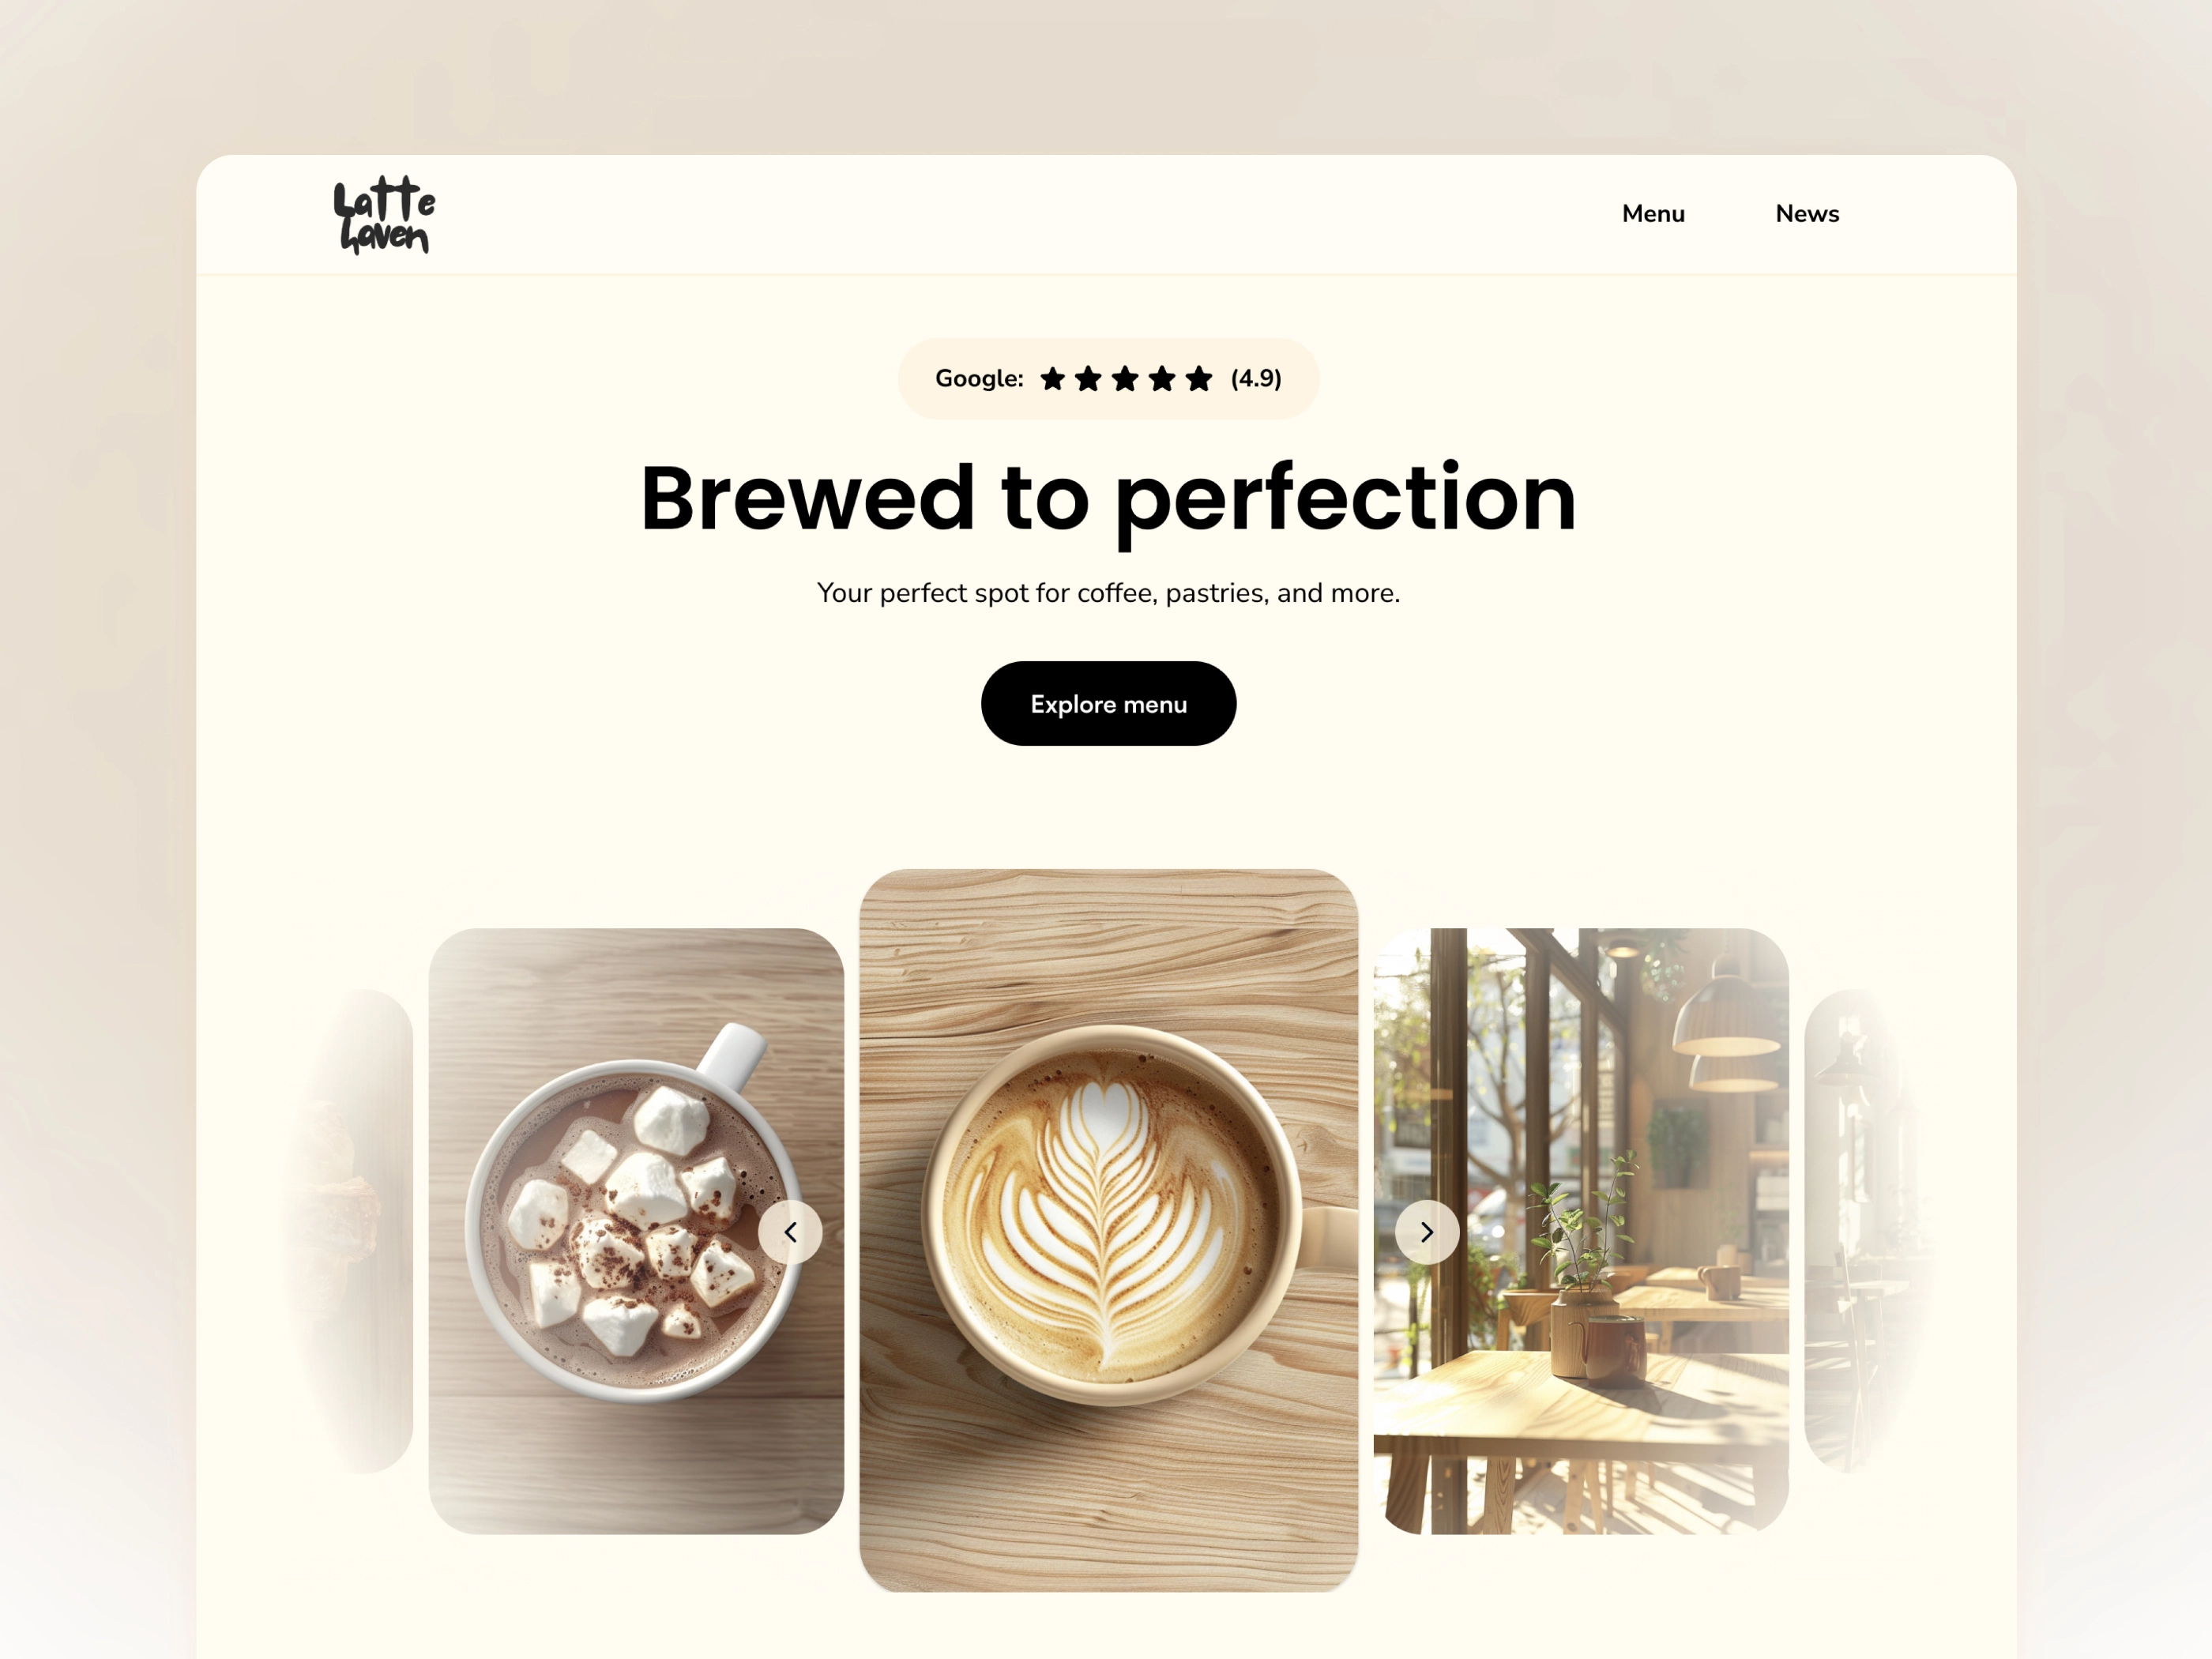 Latte
haven
Menu News
Google: ★★★★★ (4.9)
Brewed to perfection
Your perfect spot for coffee, pastries, and more.
Explore menu